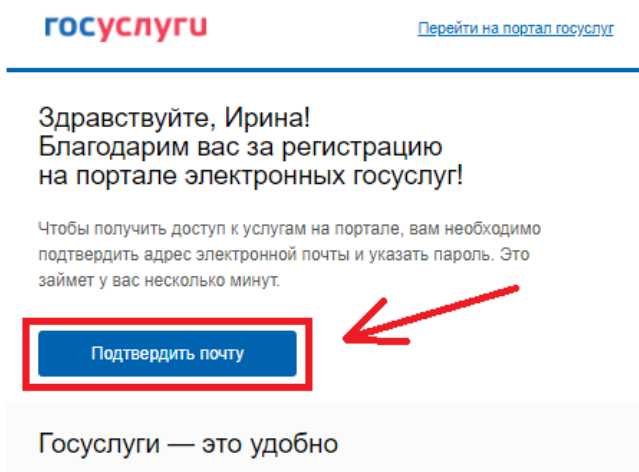 госуслуги
Перейти на портал госуслуг
Здравствуйте, Ирина!
Благодарим вас за регистрацию
на портале электронных госуслуг!
Чтобы получить доступ к услугам на портале, вам необходимо
подтвердить адрес электронной почты и указать пароль. Это
займет у вас несколько минут.
Подтвердить почту
Госуслуги — это удобно